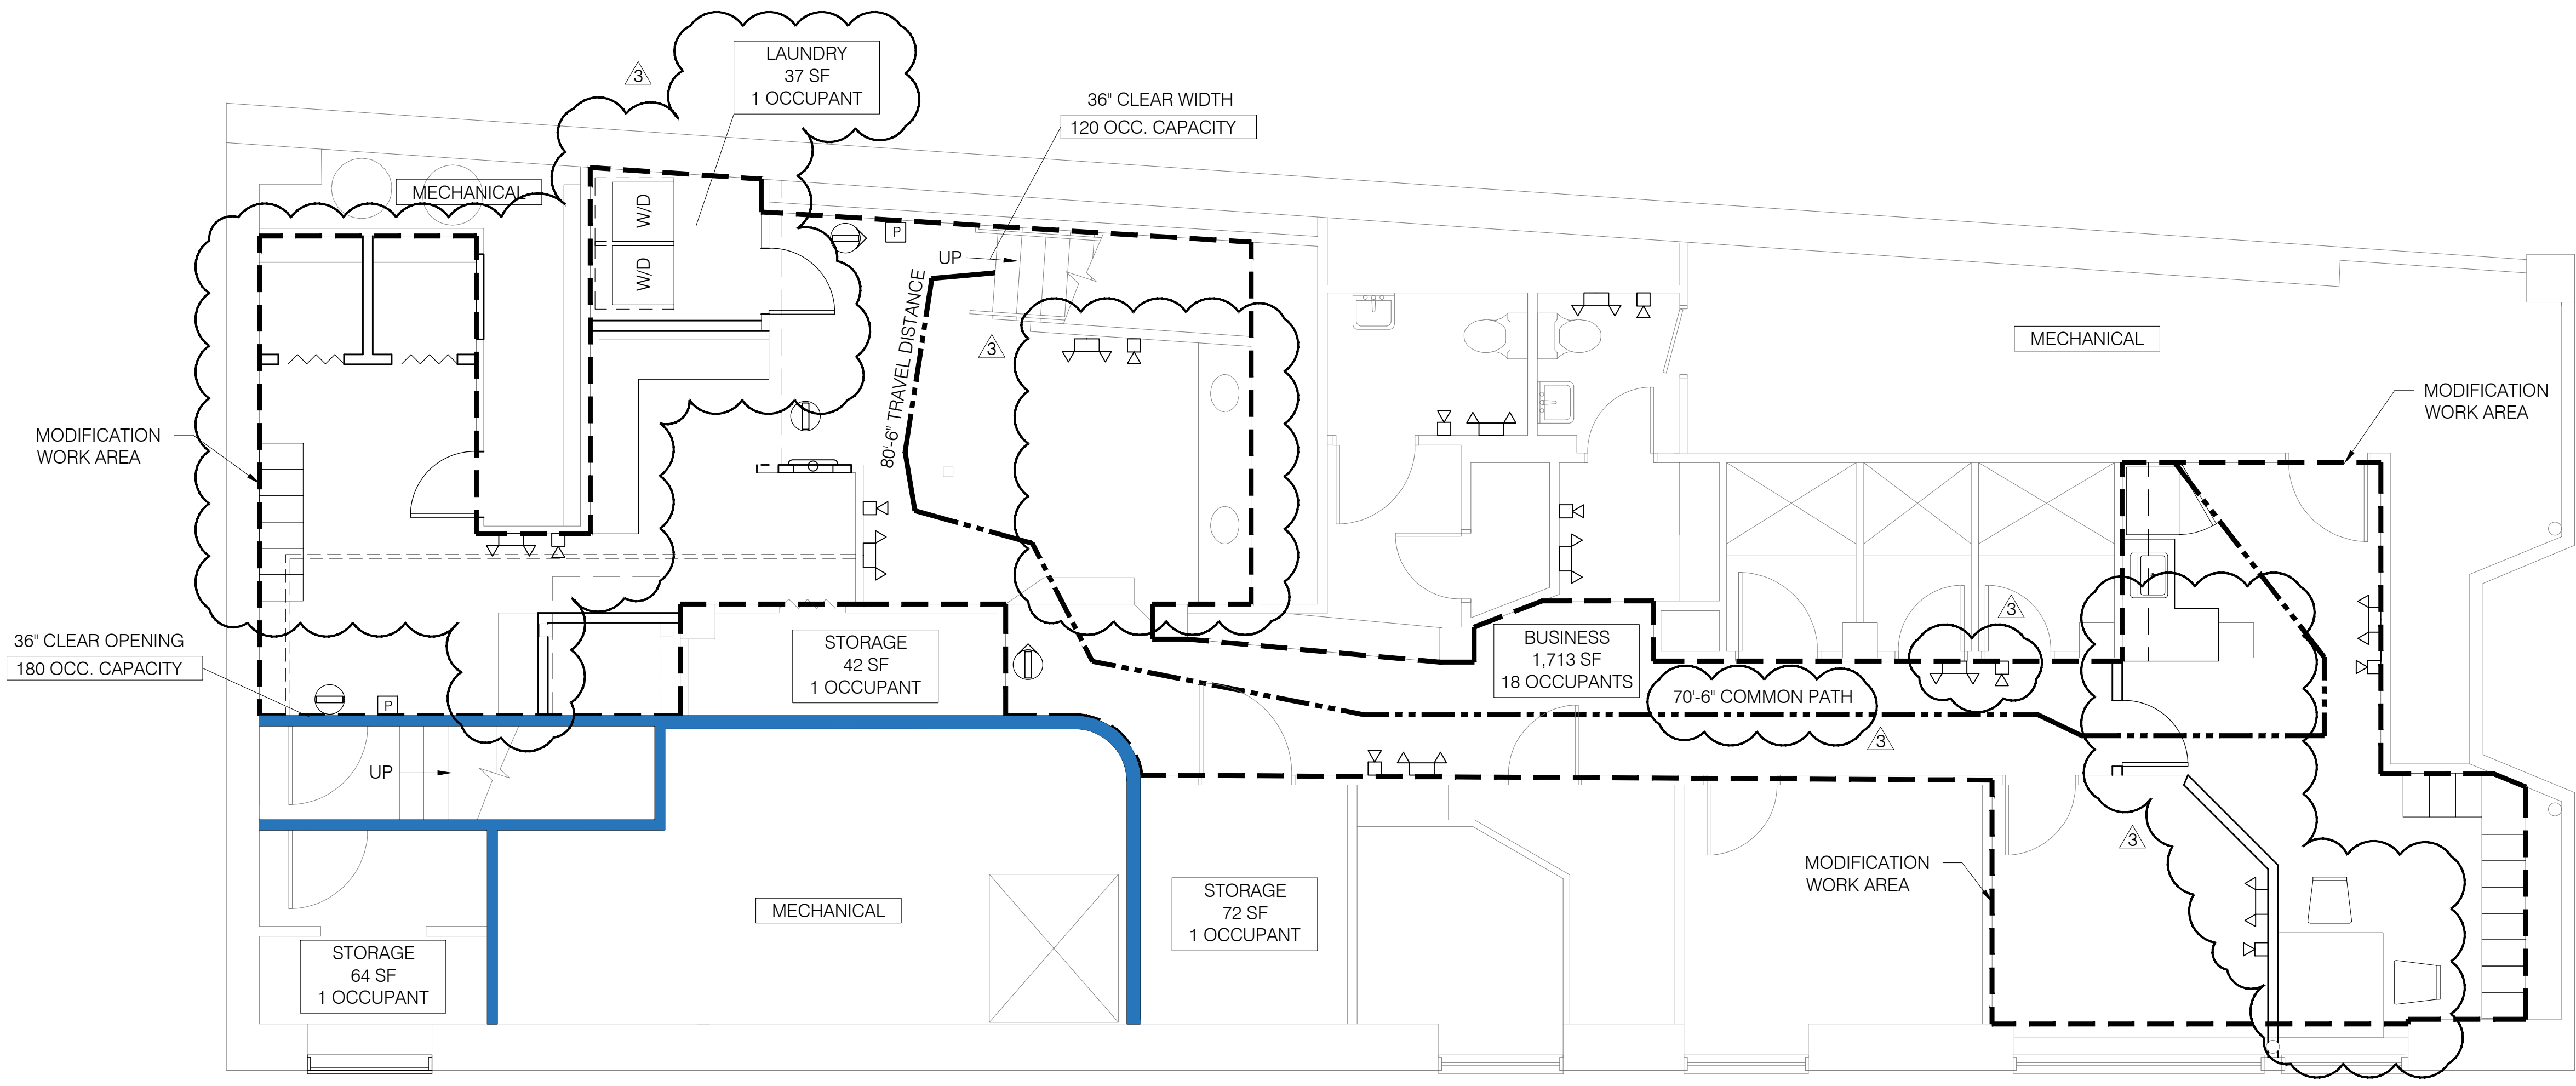 LAUNDRY
37 SF
1 OCCUPANT
3
36" CLEAR WIDTH
120 OCC. CAPACITY
MECHANICAL
W/D
W/D
P
UP
80'-6" TRAVEL DISTANCE
3
MECHANICAL
MODIFICATION
WORK AREA
MODIFICATION
WORK AREA
3
36" CLEAR OPENING
180 OCC. CAPACITY
STORAGE
42 SF
1 OCCUPANT
BUSINESS
1,713 SF
18 OCCUPANTS
70'-6" COMMON PATH
P
3
UP
3
MODIFICATION
WORK AREA
MECHANICAL
STORAGE
72 SF
1 OCCUPANT
STORAGE
64 SF
1 OCCUPANT